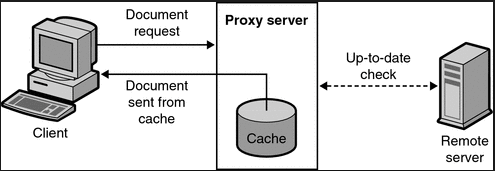 Document
request
Proxy server
Up-to-date
check
Document
sent from
cache
Client
Cache
Remote
server